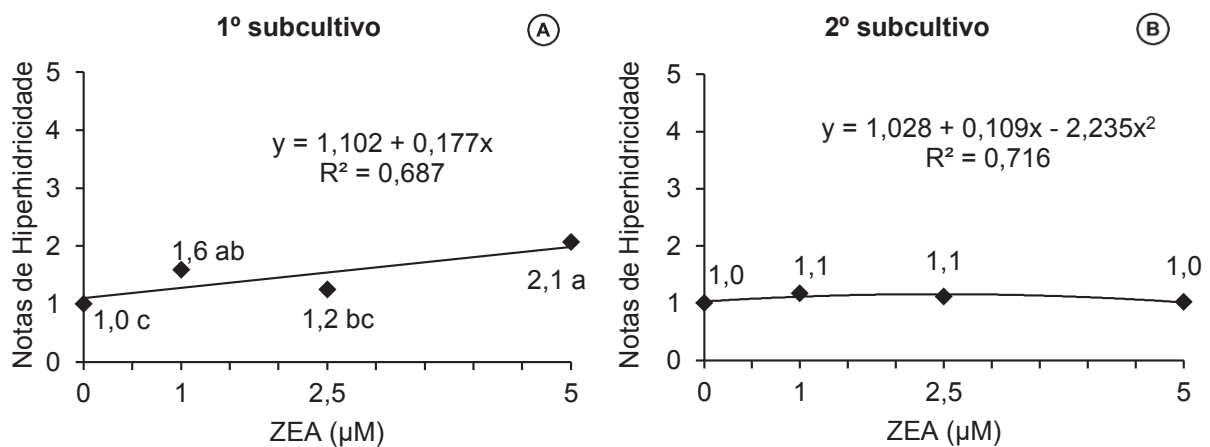 1º subcultivo
A
Notas de Hiperhidricidade
5
4
3
2
1
0
y = 1,102 + 0,177x
R² = 0,687
1,0 c
1,6 ab
1,2 bc
2,1 a
0
1
2,5
5
ZEA (µM)
2º subcultivo
B
Notas de Hiperhidricidade
5
4
3
2
1
0
y = 1,028 + 0,109x - 2,235x²
R² = 0,716
1,0
1,1
1,1
1,0
0
1
2,5
5
ZEA (µM)